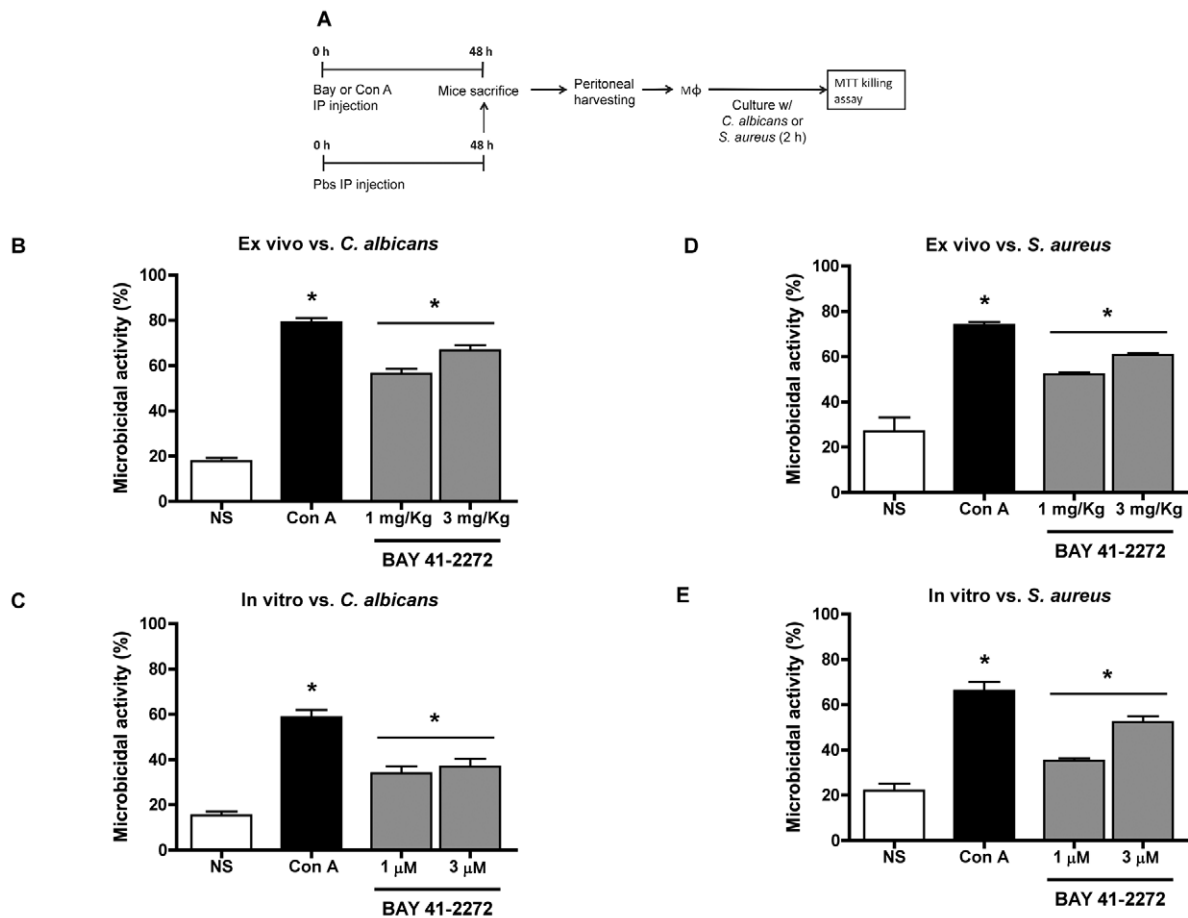 A
0 h 48 h
Bay or Con A
IP injection
Mice sacrifice
Peritoneal
harvesting
Mϕ
Culture w/
C. albicans or
S. aureus (2 h)
MTT killing
assay
0 h 48 h
Pbs IP injection
B
Ex vivo vs. C. albicans
Microbicidal activity (%)
100
80
60
40
20
0
*
*
NS Con A 1 mg/Kg 3 mg/Kg
BAY 41-2272
C
In vitro vs. C. albicans
Microbicidal activity (%)
100
80
60
40
20
0
*
*
NS Con A 1 μM 3 μM
BAY 41-2272
D
Ex vivo vs. S. aureus
Microbicidal activity (%)
100
80
60
40
20
0
*
*
NS Con A 1 mg/Kg 3 mg/Kg
BAY 41-2272
E
In vitro vs. S. aureus
Microbicidal activity (%)
100
80
60
40
20
0
*
*
NS Con A 1 μM 3 μM
BAY 41-2272